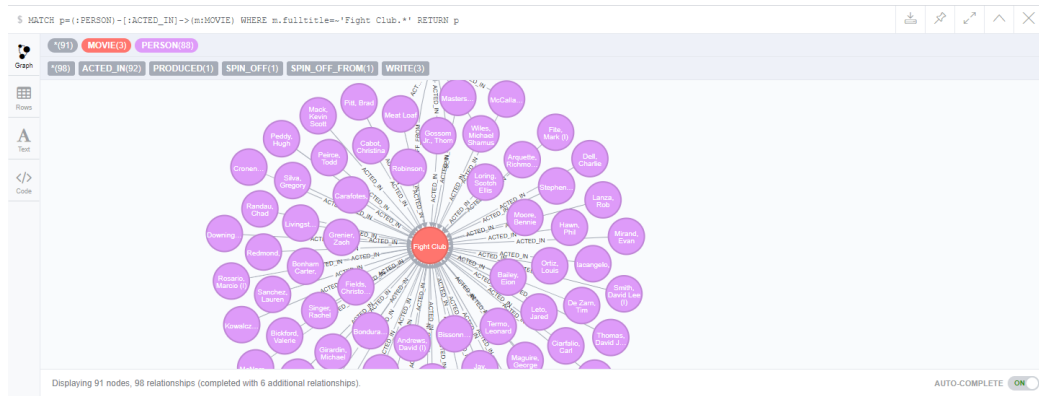 $ MATCH p=(:PERSON)-[:ACTED_IN]->(m:MOVIE) WHERE m.fulltitle=~'Fight Club.*' RETURN p
Graph
*(91) MOVIE(3) PERSON(88)
*(98) ACTED_IN(92) PRODUCED(1) SPIN_OFF(1) SPIN_OFF_FROM(1) WRITE(3)
Rows
Text
Code
Pitt, Brad
Meat Loaf
Masters...
McCalla...
Mack, Kevin Scott
Gossom Jr., Thom
Wiles, Michael Shamus
Fife, Mark (I)
Peddy, Hugh
Cabot, Christina
Peirce, Todd
Robinson,
Arquette, Richmo...
Dell, Charlie
Cronen...
Silva, Gregory
Carafoles,
Loring, Scotch Ellis
Stephen...
Lanza, Rob
Randau, Chad
Livingst...
Grenier, Zach
Moore, Bennie
Hawn, Phil
Mirand, Evan
Downing...
Redmond,
Fight Club
ACTED_IN
Bonham Carter,
Bailey, Eion
Ortiz, Louis
Iacangelo,
Rosario, Marcio (I)
Sanchez, Lauren
Fields, Christo...
Smith, David Lee (I)
Singer, Rachel
Leto, Jared
De Zarn, Tim
Kowaloz...
Bickford, Valerie
Bondura...
Andrews, David (I)
Bissonn...
Termo, Leonard
Ciarfalio, Carl
Thomas, David J...
Girardin, Michael
Maguire, George
Jay,
Displaying 91 nodes, 98 relationships (completed with 6 additional relationships).
AUTO-COMPLETE ON